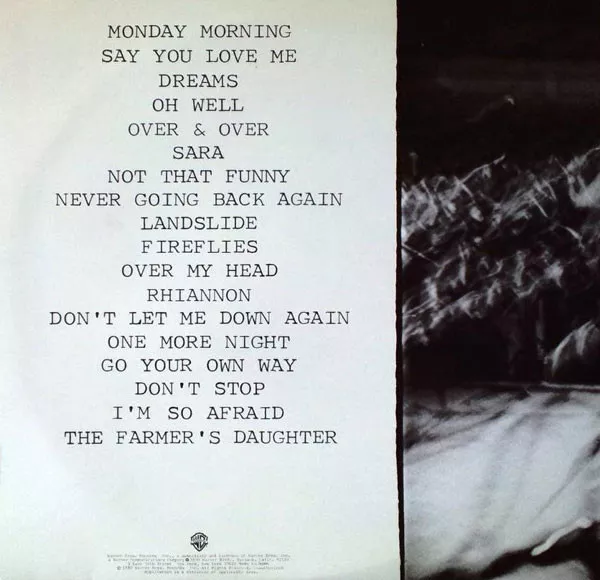 MONDAY MORNING
SAY YOU LOVE ME
DREAMS
OH WELL
OVER & OVER
SARA
NOT THAT FUNNY
NEVER GOING BACK AGAIN
LANDSLIDE
FIREFLIES
OVER MY HEAD
RHIANNON
DON'T LET ME DOWN AGAIN
ONE MORE NIGHT
GO YOUR OWN WAY
DON'T STOP
I'M SO AFRAID
THE FARMER'S DAUGHTER